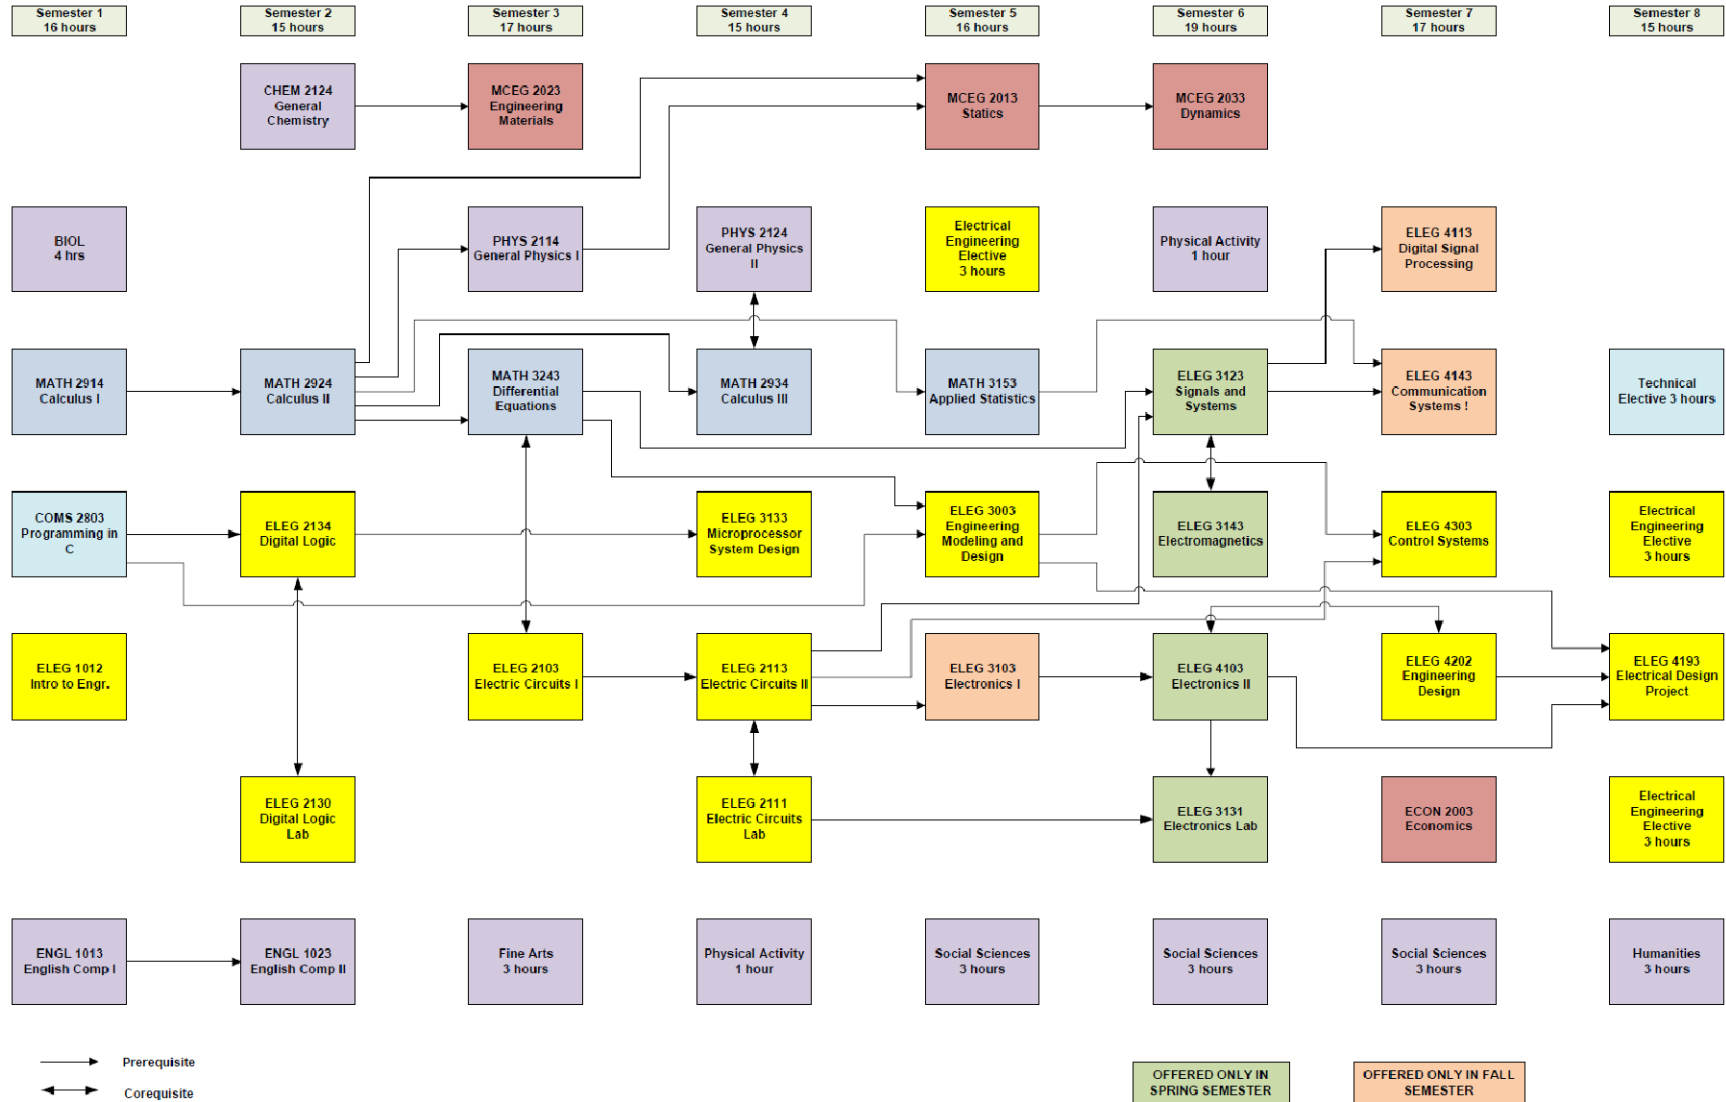 Semester 1
16 hours
Semester 2
15 hours
Semester 3
17 hours
Semester 4
15 hours
Semester 5
16 hours
Semester 6
19 hours
Semester 7
17 hours
Semester 8
15 hours
CHEM 2124
General
Chemistry
MCEG 2023
Engineering
Materials
MCEG 2013
Statics
MCEG 2033
Dynamics
BIOL
4 hrs
PHYS 2114
General Physics I
PHYS 2124
General Physics
II
Electrical
Engineering
Elective
3 hours
Physical Activity
1 hour
ELEG 4113
Digital Signal
Processing
MATH 2914
Calculus I
MATH 2924
Calculus II
MATH 3243
Differential
Equations
MATH 2934
Calculus III
MATH 3153
Applied Statistics
ELEG 3123
Signals and
Systems
ELEG 4143
Communication
Systems !
Technical
Elective 3 hours
COMS 2803
Programming in
C
ELEG 2134
Digital Logic
ELEG 3133
Microprocessor
System Design
ELEG 3003
Engineering
Modeling and
Design
ELEG 3143
Electromagnetics
ELEG 4303
Control Systems
Electrical
Engineering
Elective
3 hours
ELEG 1012
Intro to Engr.
ELEG 2103
Electric Circuits I
ELEG 2113
Electric Circuits II
ELEG 3103
Electronics I
ELEG 4103
Electronics II
ELEG 4202
Engineering
Design
ELEG 4193
Electrical Design
Project
ELEG 2130
Digital Logic
Lab
ELEG 2111
Electric Circuits
Lab
ELEG 3131
Electronics Lab
ECON 2003
Economics
Electrical
Engineering
Elective
3 hours
ENGL 1013
English Comp I
ENGL 1023
English Comp II
Fine Arts
3 hours
Physical Activity
1 hour
Social Sciences
3 hours
Social Sciences
3 hours
Social Sciences
3 hours
Humanities
3 hours
Prerequisite
Corequisite
OFFERED ONLY IN
SPRING SEMESTER
OFFERED ONLY IN FALL
SEMESTER